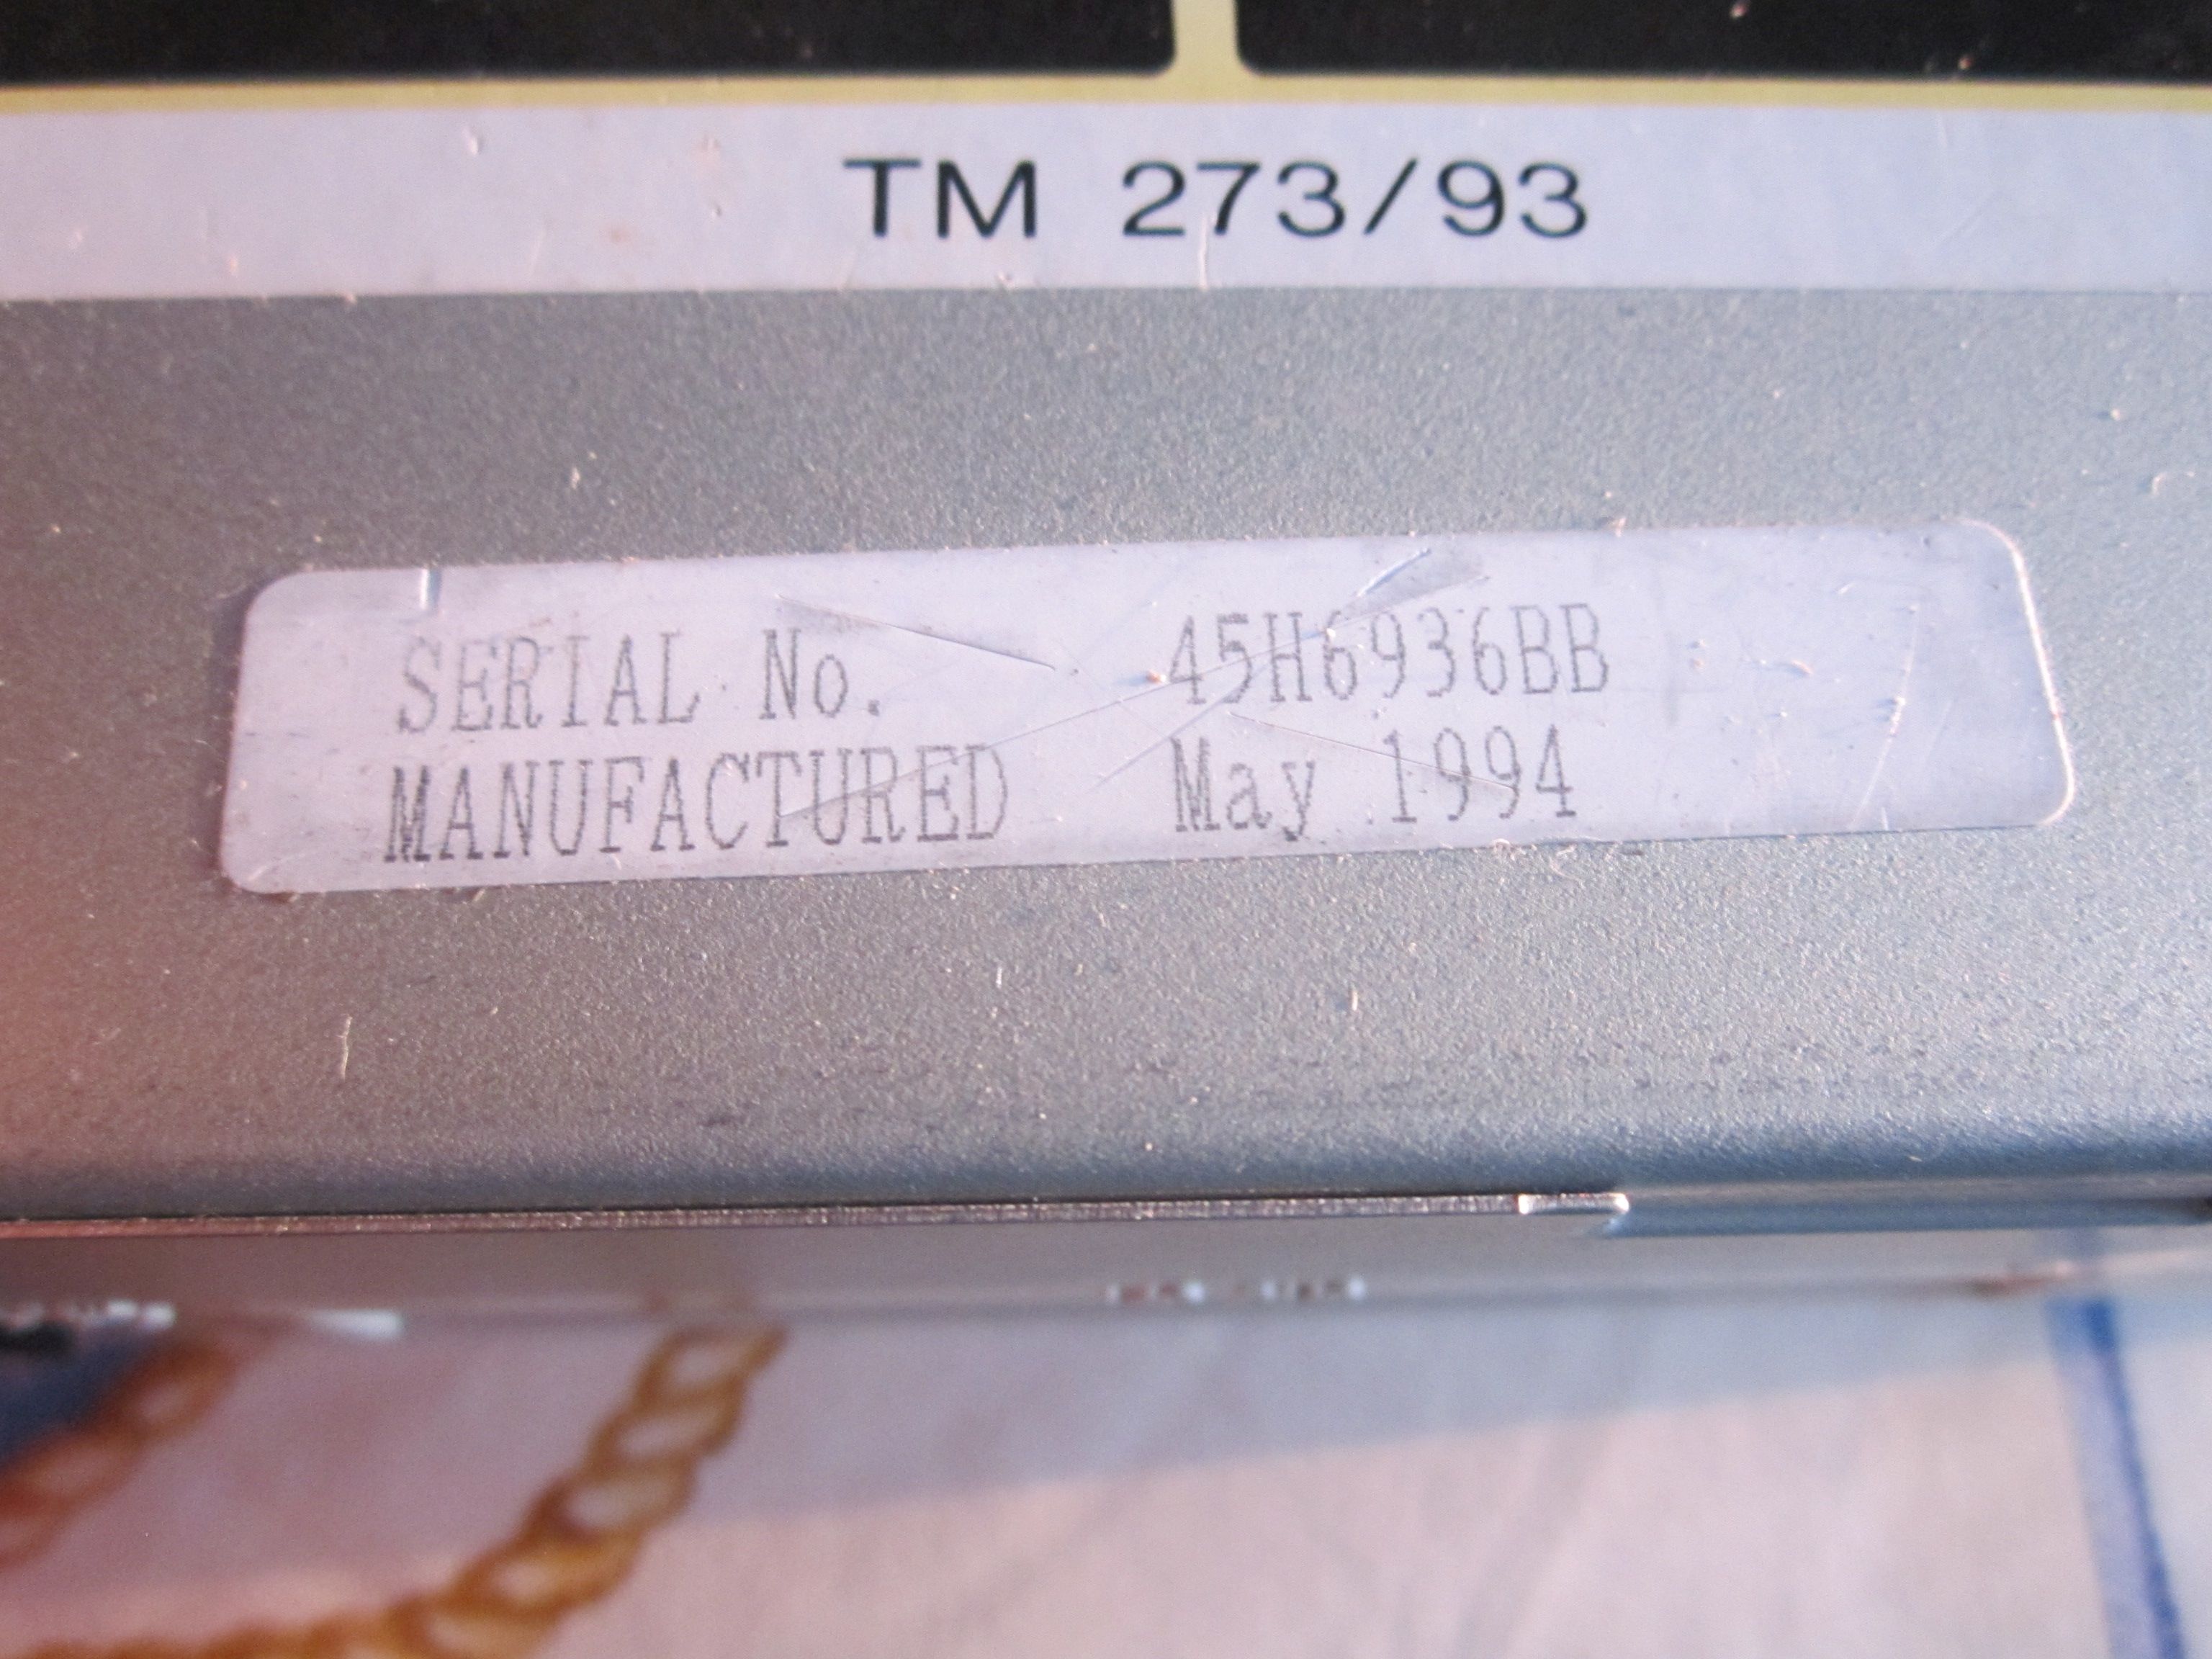 TM 273/93
SERIAL No. 45H6936BB
MANUFACTURED May 1994